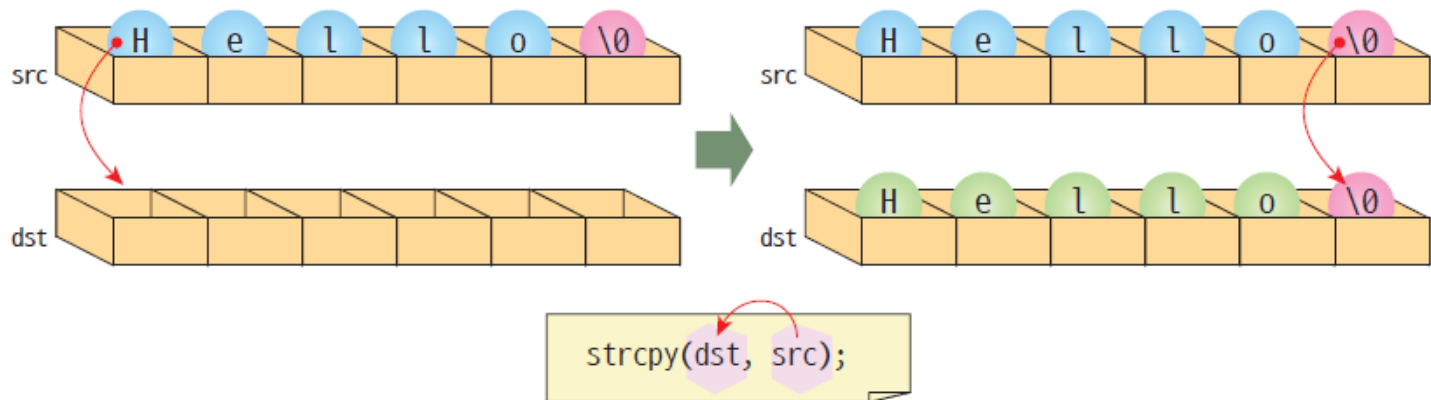 H e l l o \0
src
H e l l o \0
src
dst
H e l l o \0
dst
strcpy(dst, src);